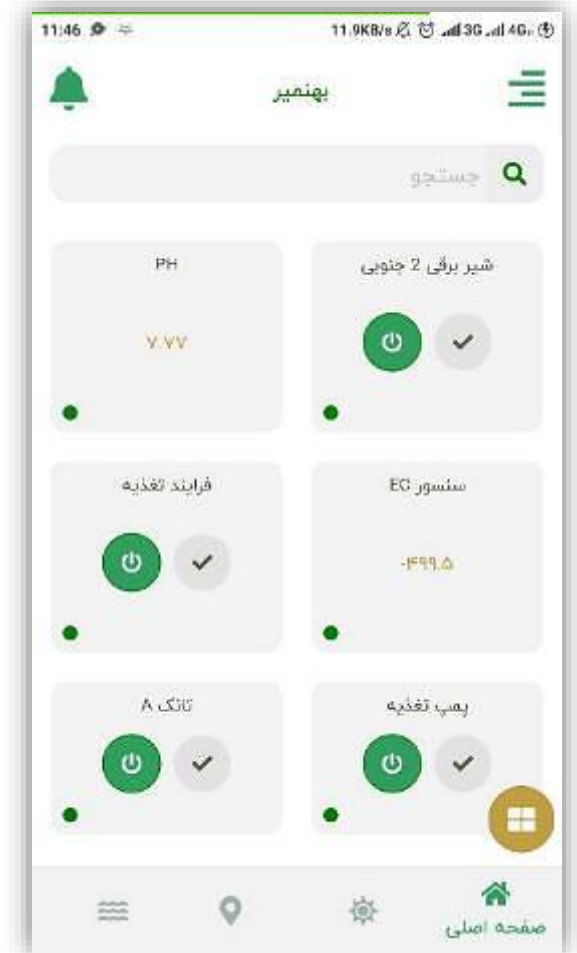 11:46
11.9KB/s 3G 4G
بهنمیر
جستجو
شیر برقی 2 جنوبی
PH
۷.۷۷
سنسور EC
-۴۹۹.۵
فرایند تغذیه
پمپ تغذیه
تانک A
صفحه اصلی